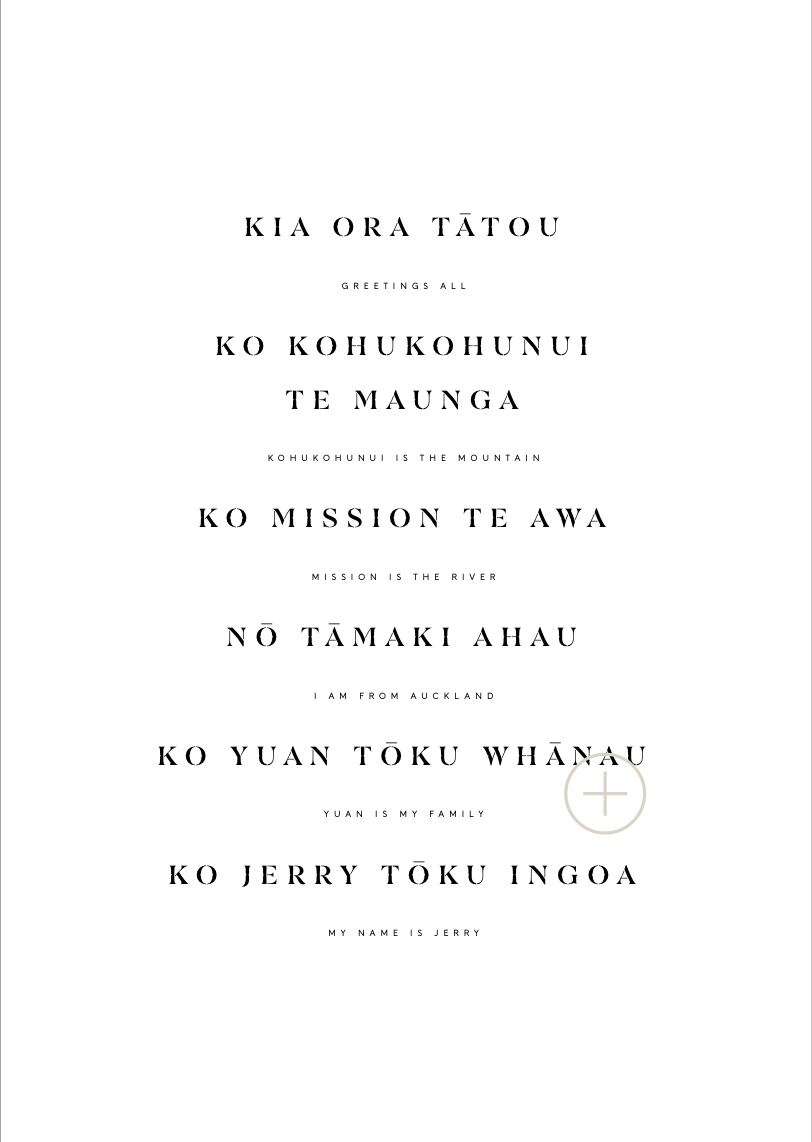 KIA ORA TĀTOU
GREETINGS ALL
KO KOHUKOHUNUI
TE MAUNGA
KOHUKOHUNUI IS THE MOUNTAIN
KO MISSION TE AWA
MISSION IS THE RIVER
NŌ TĀMAKI AHAU
I AM FROM AUCKLAND
KO YUAN TŌKU WHĀNAU
YUAN IS MY FAMILY
KO JERRY TŌKU INGOA
MY NAME IS JERRY